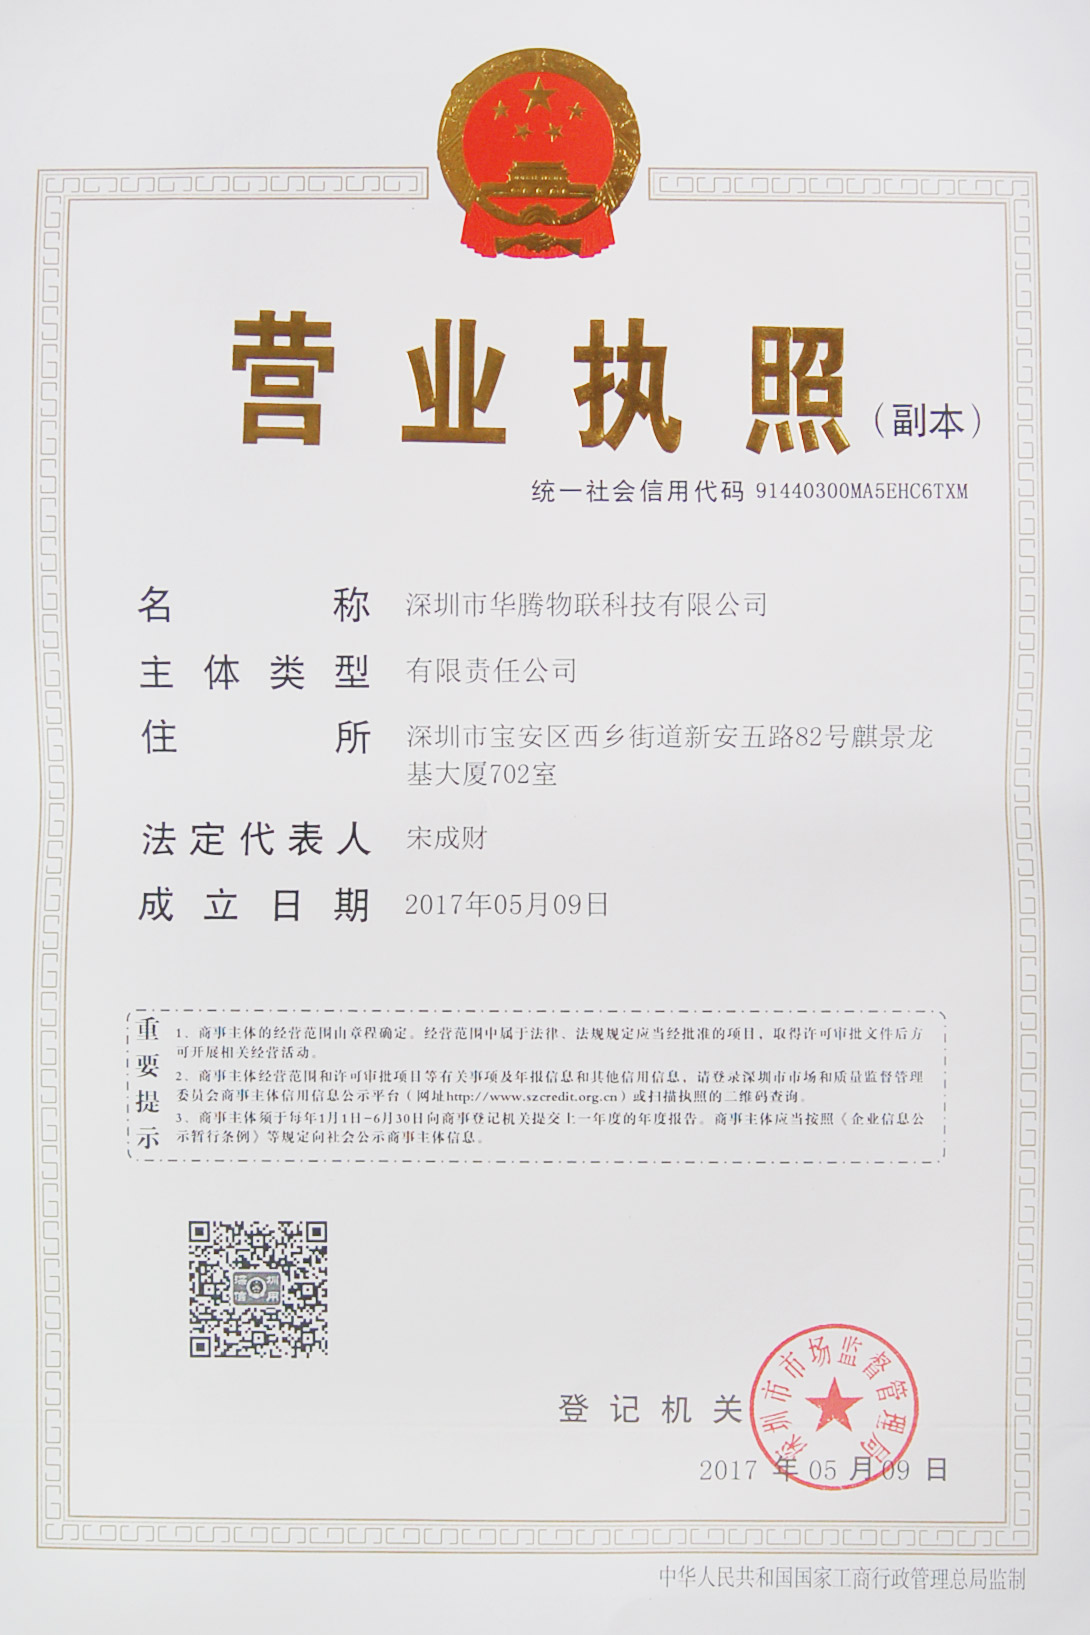 营业执照(副本)
统一社会信用代码 91440300MA5EHC6TXM
名称 深圳市华腾物联科技有限公司
主体类型 有限责任公司
住所 深圳市宝安区西乡街道新安五路82号麒景龙
基大厦702室
法定代表人 宋成财
成立日期 2017年05月09日
重要提示
1、商事主体的经营范围由章程确定。经营范围中属于法律、法规规定应当经批准的项目，取得许可审批文件后方
可开展相关经营活动。
2、商事主体经营范围和许可审批项目等有关事项及年报信息和其他信用信息，请登录深圳市市场和质量监督管理
委员会商事主体信用信息公示平台（网址http://www.szcredit.org.cn）或扫描执照的二维码查询。
3、商事主体须于每年1月1日-6月30日向商事登记机关提交上一年度的年度报告。商事主体应当按照《企业信息公
示暂行条例》等规定向社会公示商事主体信息。
深圳
信用
登记机关
深圳市市场监督管理局
2017 年 05 月 09 日
中华人民共和国国家工商行政管理总局监制